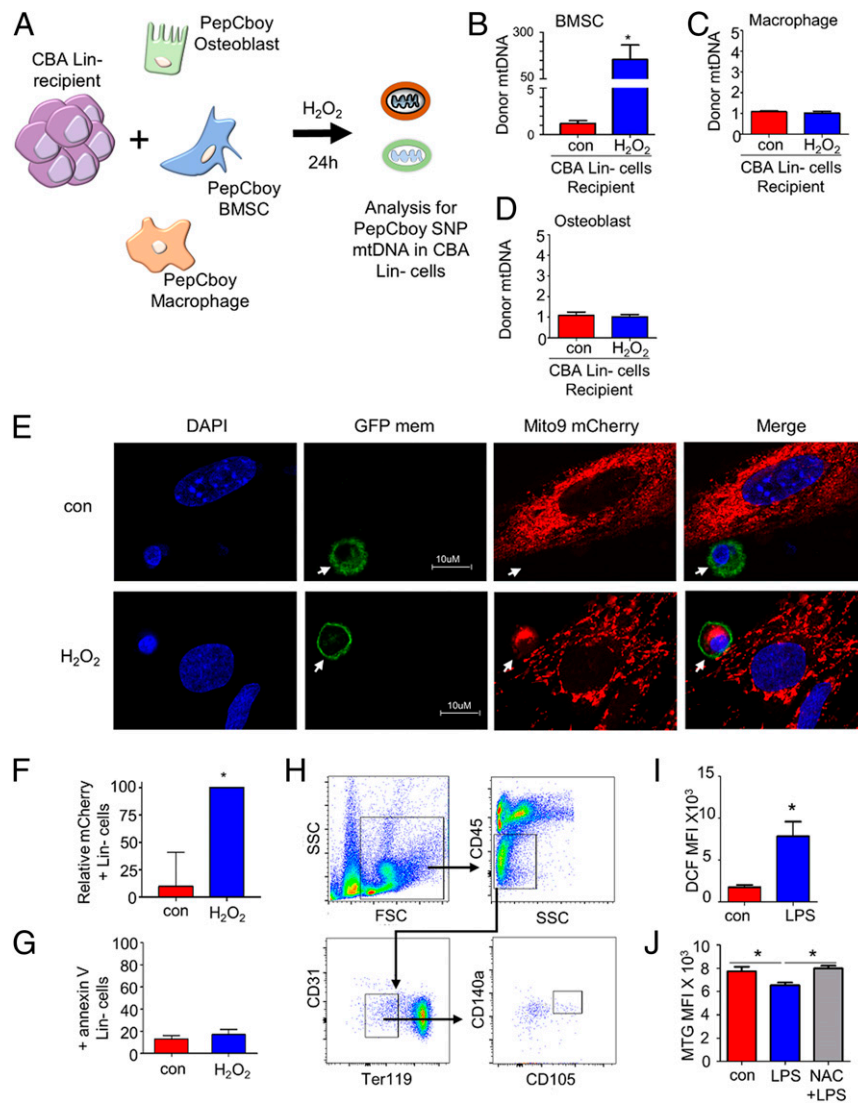 A
CBA Lin-
recipient
PepCboy
Osteoblast
+
PepCboy
BMSC
PepCboy
Macrophage
H₂O₂
24h
Analysis for
PepCboy SNP
mtDNA in CBA
Lin- cells
B
BMSC
Donor mtDNA
300
50
5
0
*
con
H₂O₂
CBA Lin- cells
Recipient
C
Macrophage
Donor mtDNA
5
4
3
2
1
0
con
H₂O₂
CBA Lin- cells
Recipient
D
Osteoblast
Donor mtDNA
5
4
3
2
1
0
con
H₂O₂
CBA Lin- cells
Recipient
E
DAPI
GFP mem
Mito9 mCherry
Merge
con
10uM
H₂O₂
10uM
F
Relative mCherry
+ Lin- cells
100
75
50
25
0
*
con
H₂O₂
G
+ annexin V
Lin- cells
100
80
60
40
20
0
con
H₂O₂
H
SSC
FSC
CD45
SSC
CD31
Ter119
CD140a
CD105
I
DCF MFI X10³
15
10
5
0
*
con
LPS
J
MTG MFI X 10³
10
8
6
4
2
0
*
*
con
LPS
NAC
+LPS